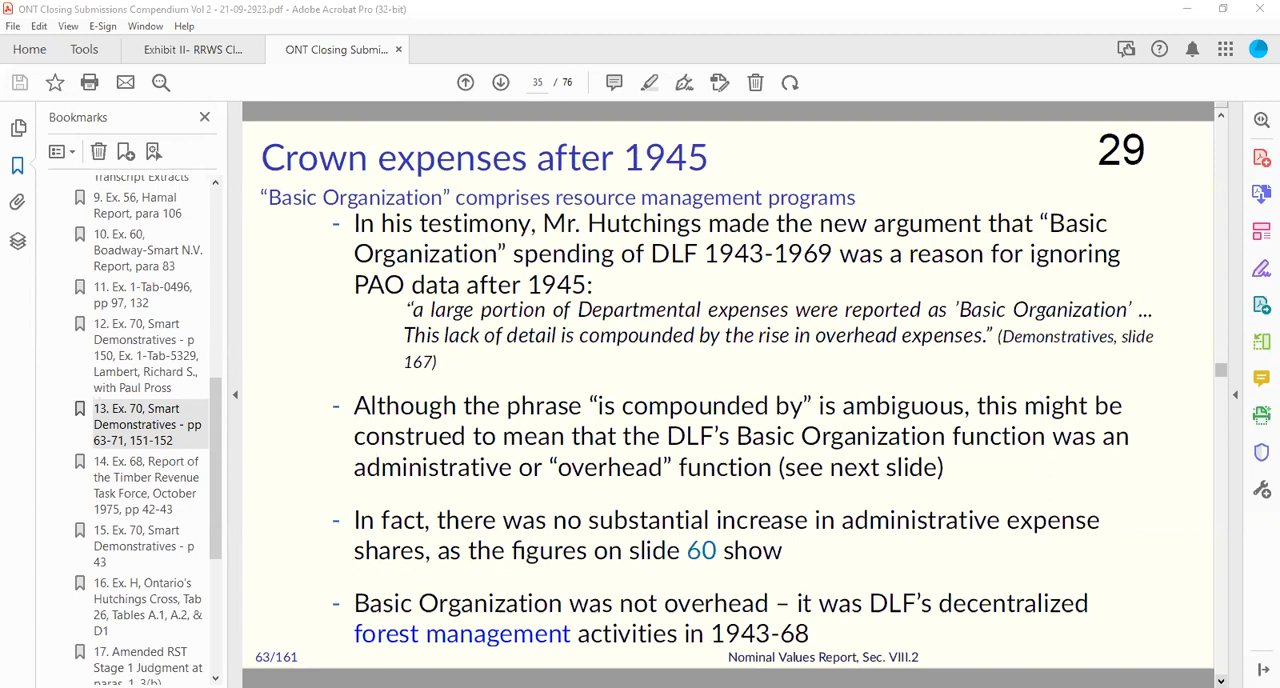 ONT Closing Submissions Compendium Vol 2 - 21-09-2923.pdf - Adobe Acrobat Pro (32-bit)
File Edit View E-Sign Window Help
Home Tools Exhibit II- RRWS Cl... ONT Closing Submi... ×
35 / 76
Bookmarks
Transcript Extracts
9. Ex. 56, Hamal
Report, para 106
10. Ex. 60,
Boadway-Smart N.V.
Report, para 83
11. Ex. 1-Tab-0496,
pp 97, 132
12. Ex. 70, Smart
Demonstratives - p
150, Ex. 1-Tab-5329,
Lambert, Richard S.,
with Paul Pross
13. Ex. 70, Smart
Demonstratives - pp
63-71, 151-152
14. Ex. 68, Report of
the Timber Revenue
Task Force, October
1975, pp 42-43
15. Ex. 70, Smart
Demonstratives - p
43
16. Ex. H, Ontario's
Hutchings Cross, Tab
26, Tables A.1, A.2, &
D1
17. Amended RST
Stage 1 Judgment at
paras. 1, 3(b)
29
Crown expenses after 1945
“Basic Organization” comprises resource management programs
- In his testimony, Mr. Hutchings made the new argument that “Basic
Organization” spending of DLF 1943-1969 was a reason for ignoring
PAO data after 1945:
“a large portion of Departmental expenses were reported as ’Basic Organization’ ...
This lack of detail is compounded by the rise in overhead expenses.” (Demonstratives, slide
167)
- Although the phrase “is compounded by” is ambiguous, this might be
construed to mean that the DLF’s Basic Organization function was an
administrative or “overhead” function (see next slide)
- In fact, there was no substantial increase in administrative expense
shares, as the figures on slide 60 show
- Basic Organization was not overhead – it was DLF’s decentralized
forest management activities in 1943-68
63/161 Nominal Values Report, Sec. VIII.2